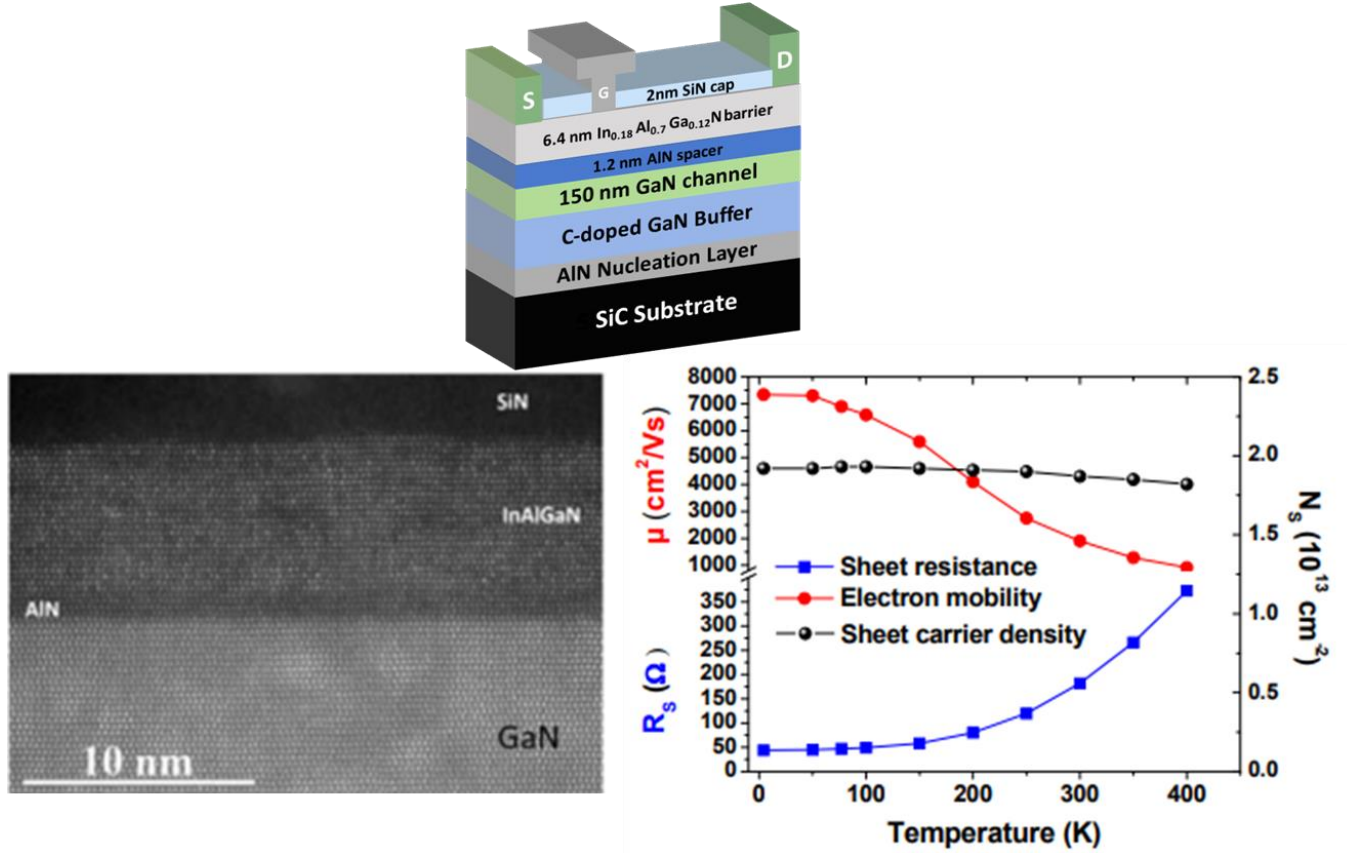 S
G
D
2nm SiN cap
6.4 nm In0.18 Al0.7 Ga0.12N barrier
1.2 nm AlN spacer
150 nm GaN channel
C-doped GaN Buffer
AlN Nucleation Layer
SiC Substrate
SiN
InAlGaN
AlN
GaN
10 nm
μ (cm²/Vs)
RS (Ω)
8000
7000
6000
5000
4000
3000
2000
1000
350
300
250
200
150
100
50
0
Sheet resistance
Electron mobility
Sheet carrier density
2.5
2.0
1.5
1.0
0.5
0.0
NS (10¹³ cm⁻²)
0 100 200 300 400
Temperature (K)